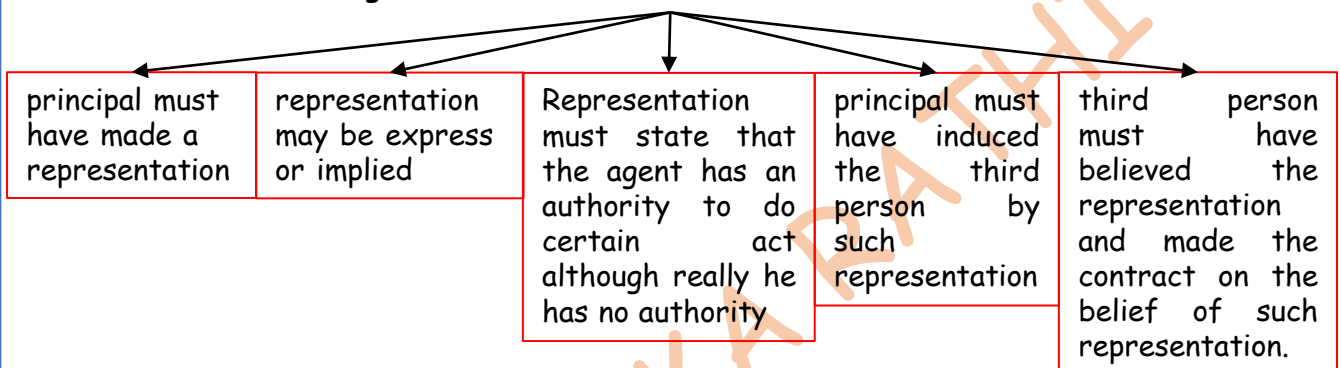 principal must
have made a
representation
representation
may be express
or implied
Representation
must state that
the agent has an
authority to do
certain act
although really he
has no authority
principal must
have induced
the third
person by
such
representation
third person
must have
believed the
representation
and made the
contract on the
belief of such
representation.
KA RATHI